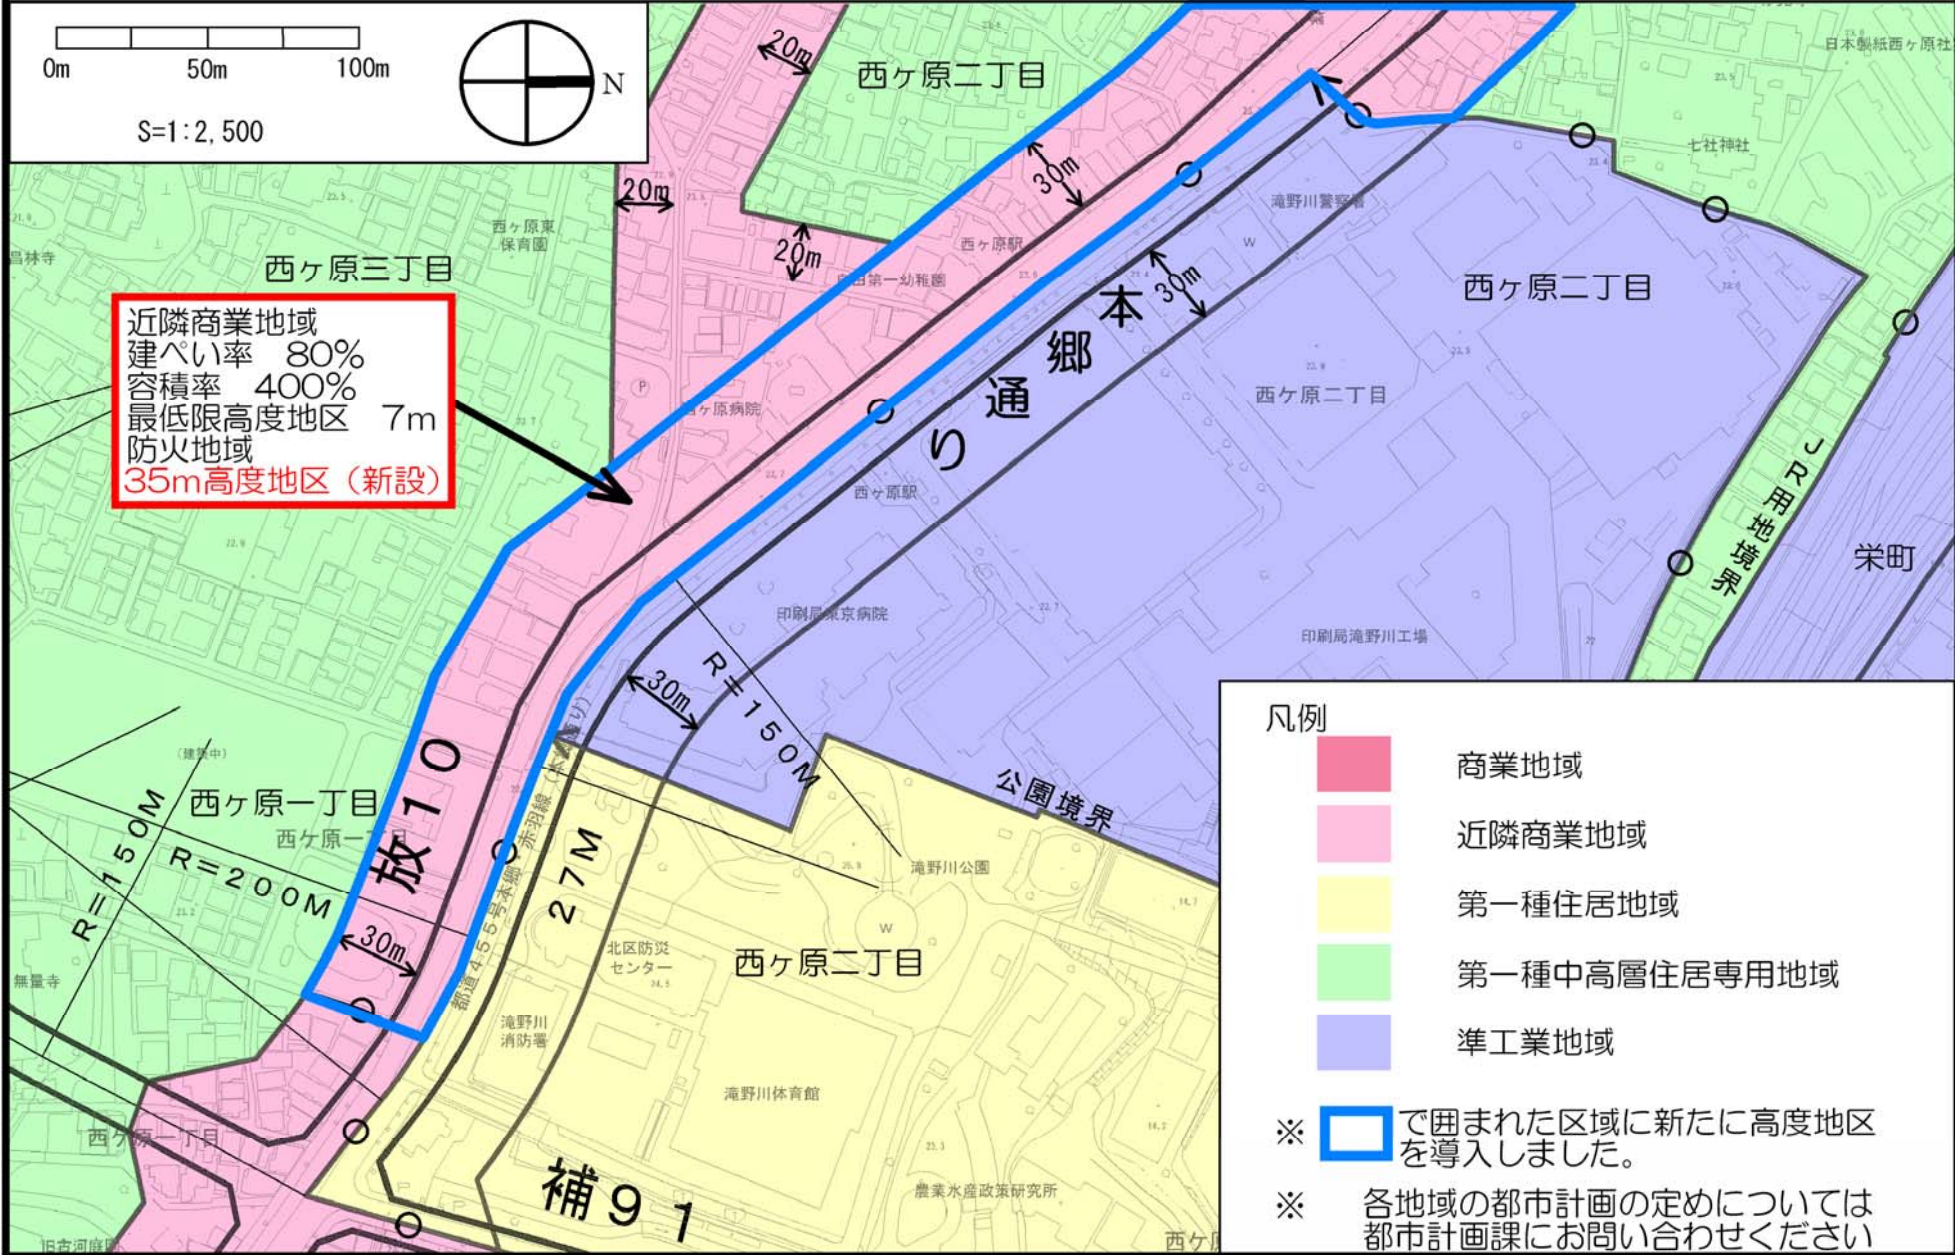 0m 50m 100m
S=1:2,500
N
20m
西ヶ原二丁目
日本製紙西ヶ原社
七社神社
30m
20m
滝野川警察署
W
西ヶ原東
保育園
20m
西ヶ原駅
昌林寺
西ヶ原三丁目
近隣商業地域
建ぺい率 80%
容積率 400%
最低限高度地区 7m
防火地域
35m高度地区(新設)
30m
西ヶ原二丁目
本郷通り
西ケ原二丁目
P
西ヶ原駅
JR用地境界
栄町
印刷局東京病院
印刷局滝野川工場
30m
R=150M
(建築中)
放10
西ヶ原一丁目
R=150M
R=200M
公園境界
27M
滝野川公園
W
30m
北区防災
センター
西ヶ原二丁目
無量寺
滝野川
消防署
滝野川体育館
西ケ原一丁目
補91
農業水産政策研究所
旧古河庭園
凡例
商業地域
近隣商業地域
第一種住居地域
第一種中高層住居専用地域
準工業地域
※ で囲まれた区域に新たに高度地区
を導入しました。
※ 各地域の都市計画の定めについては
都市計画課にお問い合わせください